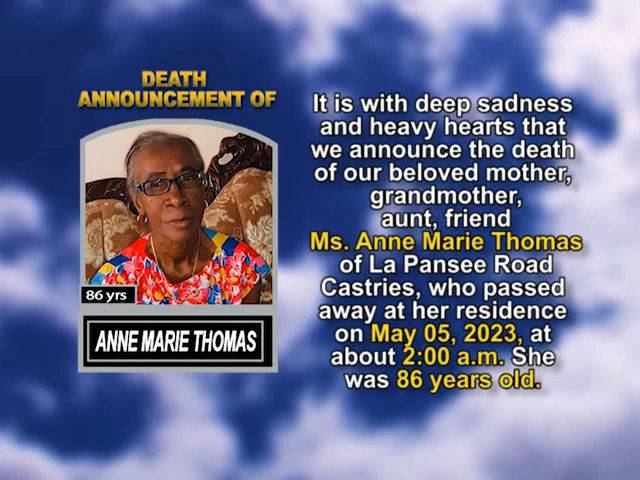 DEATH
ANNOUNCEMENT OF
86 yrs
ANNE MARIE THOMAS
It is with deep sadness
and heavy hearts that
we announce the death
of our beloved mother,
grandmother,
aunt, friend
Ms. Anne Marie Thomas
of La Pansee Road
Castries, who passed
away at her residence
on May 05, 2023, at
about 2:00 a.m. She
was 86 years old.